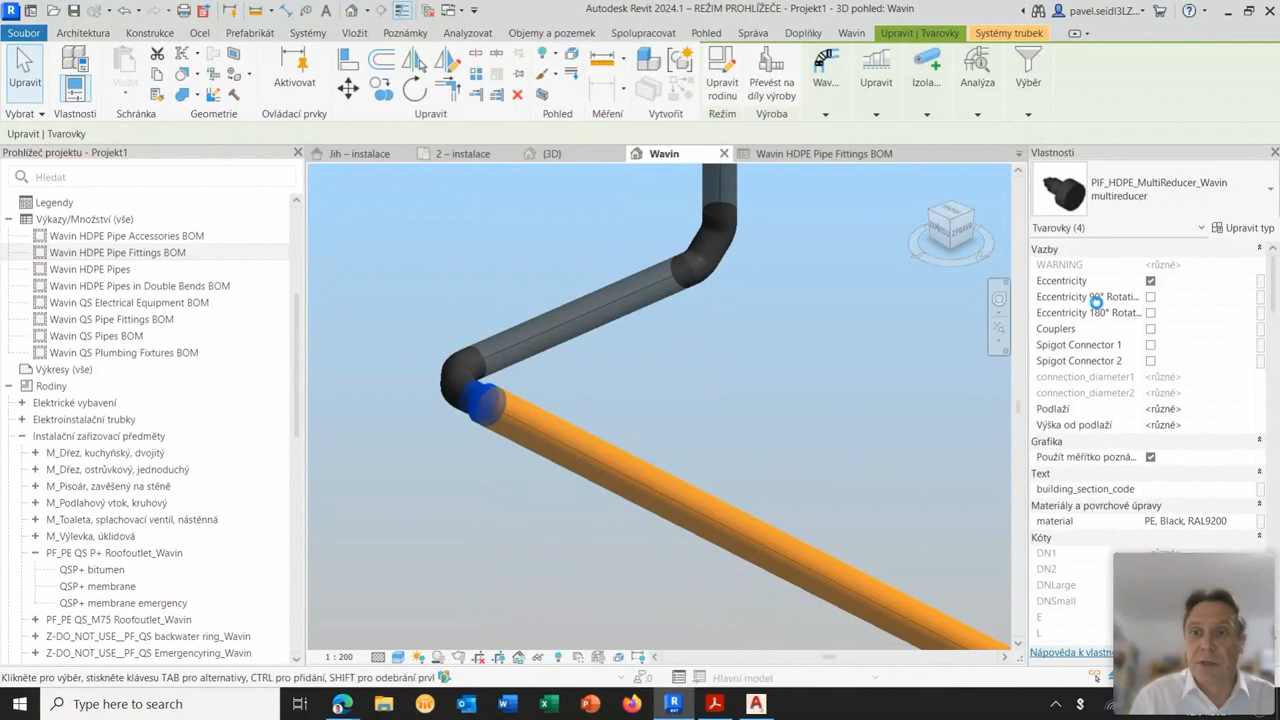 Autodesk Revit 2024.1 – REŽIM PROHLÍŽEČE - Projekt1 - 3D pohled: Wavin
pavel.seidl3LZ...
Soubor Architektura Konstrukce Ocel Prefabrikát Systémy Vložit Poznámky Analyzovat Objemy a pozemek Spolupracovat Pohled Správa Doplňky Wavin Upravit | Tvarovky Systémy trubek
Upravit Vlastnosti Vložit Aktivovat Upravit rodinu Převést na díly výroby Wav... Upravit Izola... Analýza Výběr
Vybrat Vlastnosti Schránka Geometrie Ovládací prvky Upravit Pohled Měření Vytvořit Režim Výroba
Upravit | Tvarovky
Prohlížeč projektu - Projekt1
Hledat
Legendy
Výkazy/Množství (vše)
Wavin HDPE Pipe Accessories BOM
Wavin HDPE Pipe Fittings BOM
Wavin HDPE Pipes
Wavin HDPE Pipes in Double Bends BOM
Wavin QS Electrical Equipment BOM
Wavin QS Pipe Fittings BOM
Wavin QS Pipes BOM
Wavin QS Plumbing Fixtures BOM
Výkresy (vše)
Rodiny
Elektrické vybavení
Elektroinstalační trubky
Instalační zařizovací předměty
M_Dřez, kuchyňský, dvojitý
M_Dřez, ostrůvkový, jednoduchý
M_Pisoár, zavěšený na stěně
M_Podlahový vtok, kruhový
M_Toaleta, splachovací ventil, nástěnná
M_Výlevka, úklidová
PF_PE QS P+ Roofoutlet_Wavin
QSP+ bitumen
QSP+ membrane
QSP+ membrane emergency
PF_PE QS_M75 Roofoutlet_Wavin
Z-DO_NOT_USE__PF_QS backwater ring_Wavin
Z-DO_NOT_USE__PF_QS Emergencyring_Wavin
Jih – instalace 2 – instalace {3D} Wavin Wavin HDPE Pipe Fittings BOM
1 : 200
Vlastnosti
PIF_HDPE_MultiReducer_Wavin
multireducer
Tvarovky (4) Upravit typ
Vazby
WARNING <různé>
Eccentricity
Eccentricity 90° Rotati...
Eccentricity 180° Rotat...
Couplers
Spigot Connector 1
Spigot Connector 2
connection_diameter1 <různé>
connection_diameter2 <různé>
Podlaží <různé>
Výška od podlaží <různé>
Grafika
Použít měřítko pozná...
Text
building_section_code
Materiály a povrchové úpravy
material PE, Black, RAL9200
Kóty
DN1
DN2
DNLarge
DNSmall
E
L
Nápověda k vlastn
Klikněte pro výběr, stiskněte klávesu TAB pro alternativy, CTRL pro přidání, SHIFT pro odebrání prvl
:0 Hlavní model
Type here to search